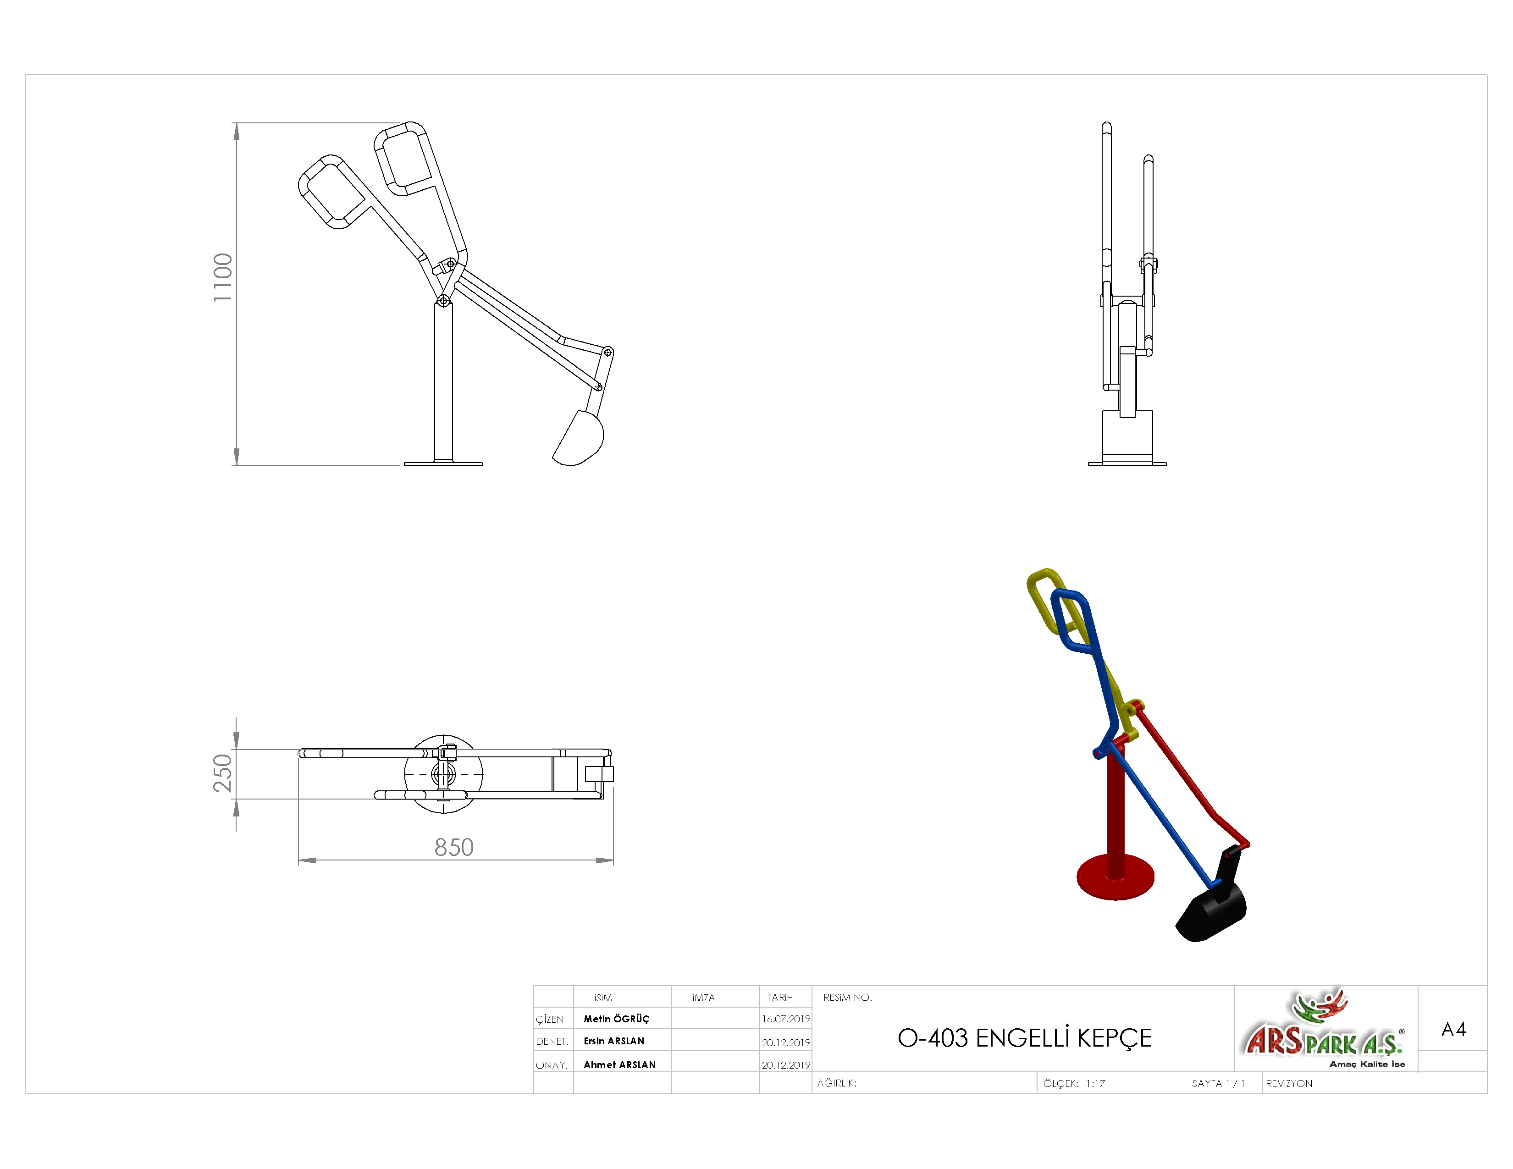 1100
250
850
İSİM İMZA TARİH RESİM NO:
ÇİZEN Metin ÖGRÜÇ 16.07.2019
DENET. Ersin ARSLAN 20.12.2019
ONAY. Ahmet ARSLAN 20.12.2019
O-403 ENGELLİ KEPÇE
ARSPARK A.Ş.®
Amaç Kalite İse
A4
AĞIRLIK: ÖLÇEK: 1:17 SAYFA 1 / 1 REVİZYON